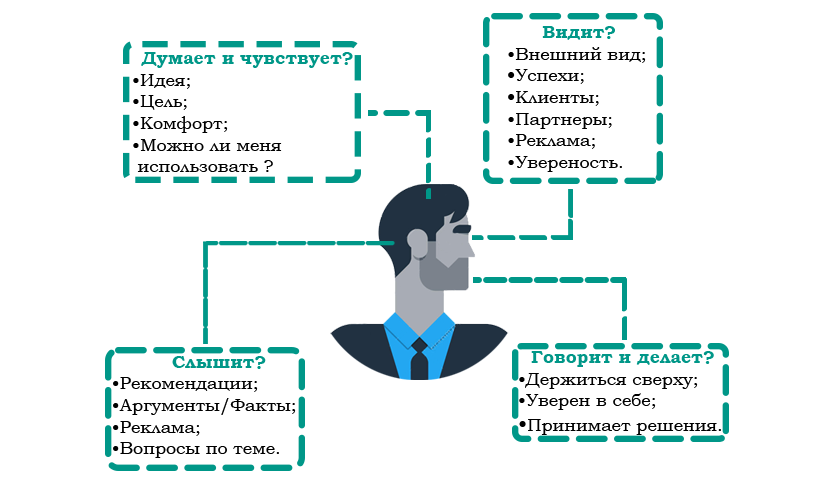 Думает и чувствует?
•Идея;
•Цель;
•Комфорт;
•Можно ли меня
использовать ?
Видит?
•Внешний вид;
•Успехи;
•Клиенты;
•Партнеры;
•Реклама;
•Увереность.
Слышит?
•Рекомендации;
•Аргументы/Факты;
•Реклама;
•Вопросы по теме.
Говорит и делает?
•Держиться сверху;
•Уверен в себе;
•Принимает решения.